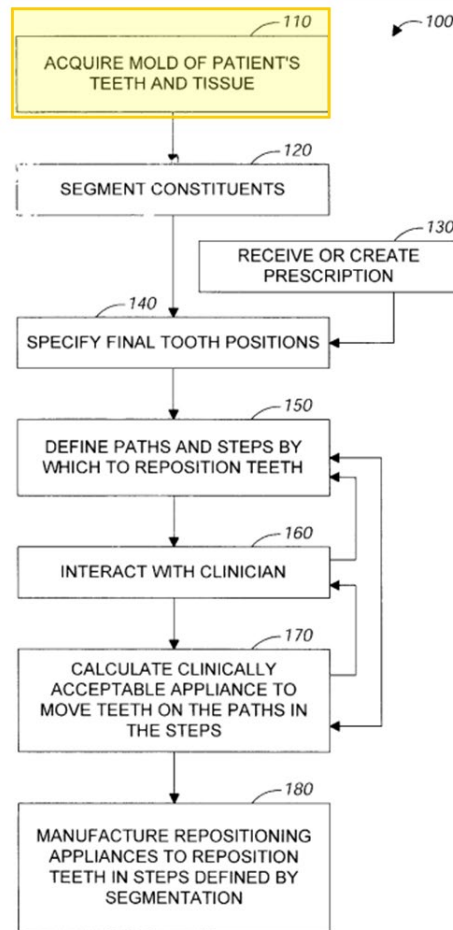 110
100
ACQUIRE MOLD OF PATIENT'S
TEETH AND TISSUE
120
SEGMENT CONSTITUENTS
130
RECEIVE OR CREATE
PRESCRIPTION
140
SPECIFY FINAL TOOTH POSITIONS
150
DEFINE PATHS AND STEPS BY
WHICH TO REPOSITION TEETH
160
INTERACT WITH CLINICIAN
170
CALCULATE CLINICALLY
ACCEPTABLE APPLIANCE TO
MOVE TEETH ON THE PATHS IN
THE STEPS
180
MANUFACTURE REPOSITIONING
APPLIANCES TO REPOSITION
TEETH IN STEPS DEFINED BY
SEGMENTATION